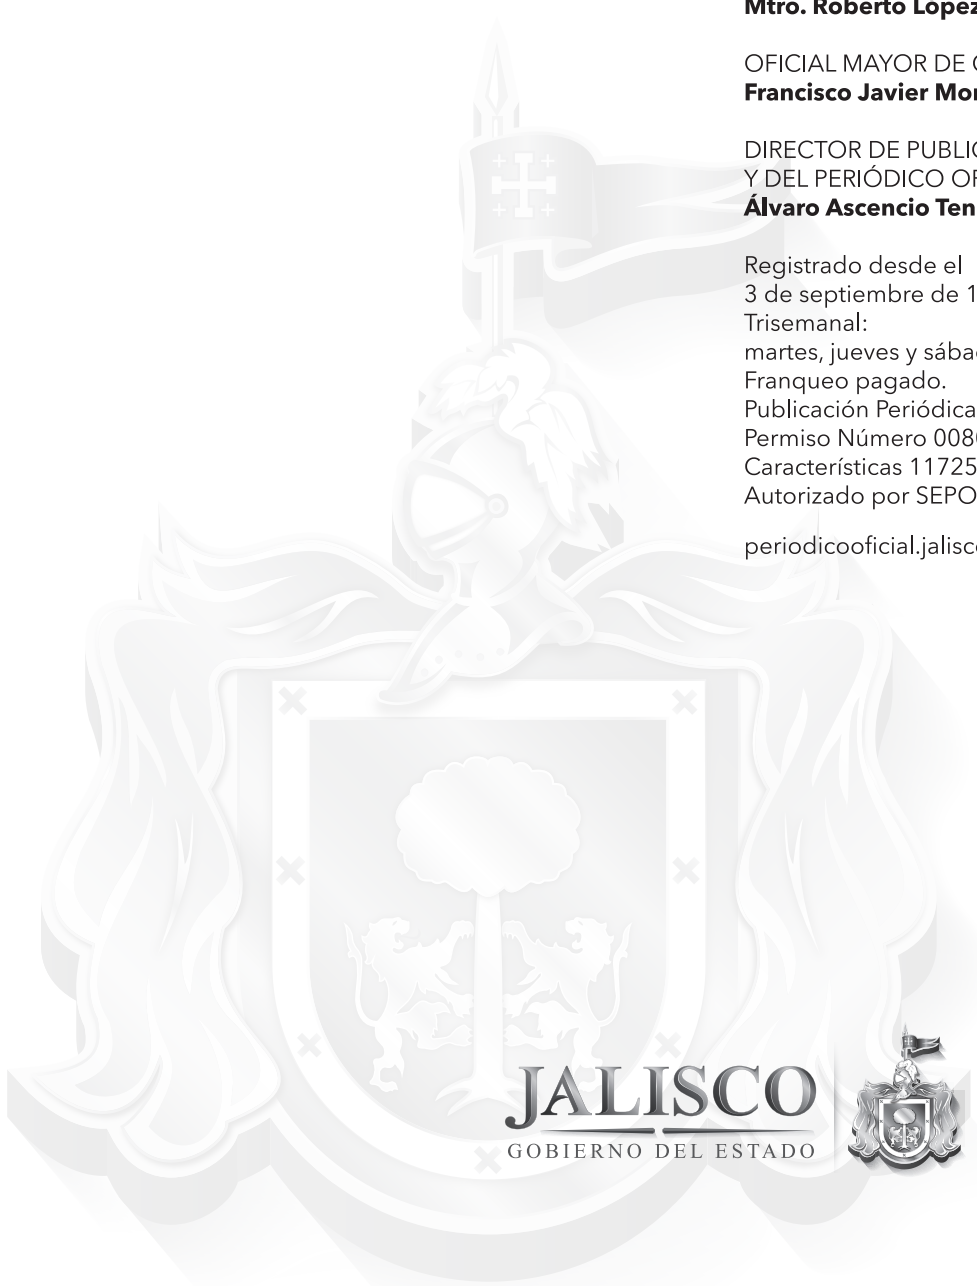 Mtro. Roberto López
OFICIAL MAYOR DE
Francisco Javier Mor
DIRECTOR DE PUBLIC
Y DEL PERIÓDICO OF
Álvaro Ascencio Ten
Registrado desde el
3 de septiembre de 1
Trisemanal:
martes, jueves y sába
Franqueo pagado.
Publicación Periódica
Permiso Número 008
Características 11725
Autorizado por SEPO
periodicooficial.jalisc
JALISCO
GOBIERNO DEL ESTADO